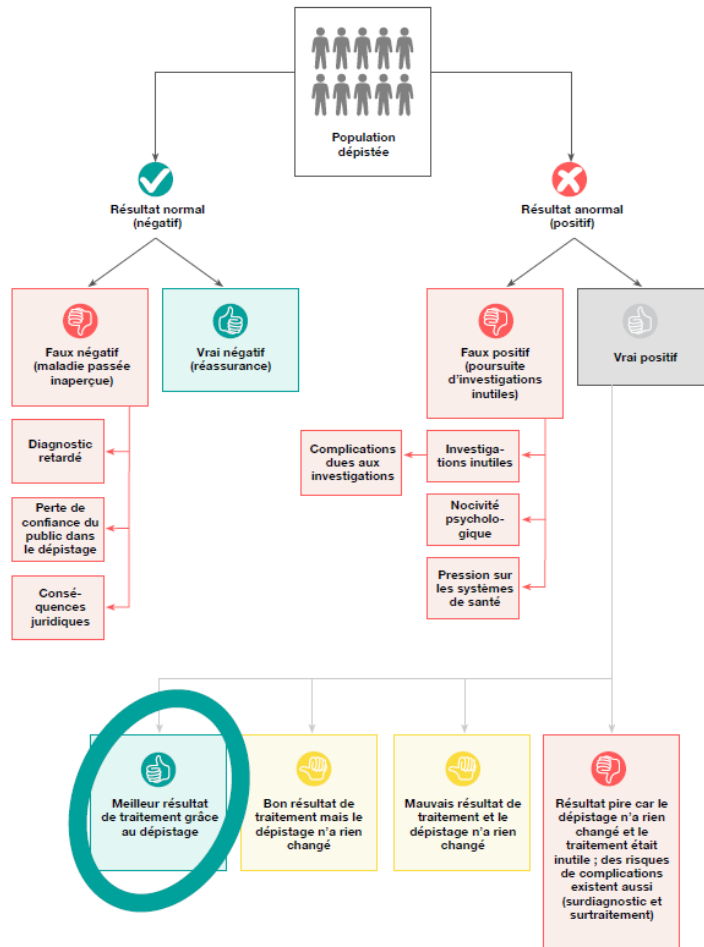 Population
dépistée
Résultat normal
(négatif)
Résultat anormal
(positif)
Faux négatif
(maladie passée
inaperçue)
Vrai négatif
(réassurance)
Faux positif
(poursuite
d'investigations
inutiles)
Vrai positif
Diagnostic
retardé
Perte de
confiance du
public dans
le dépistage
Consé-
quences
juridiques
Complications
dues aux
investigations
Investiga-
tions inutiles
Nocivité
psycholo-
gique
Pression sur
les systèmes
de santé
Meilleur résultat
de traitement grâce
au dépistage
Bon résultat de
traitement mais le
dépistage n'a rien
changé
Mauvais résultat de
traitement et le
dépistage n'a rien
changé
Résultat pire car le
dépistage n'a rien
changé et le
traitement était
inutile ; des risques
de complications
existent aussi
(surdiagnostic et
surtraitement)